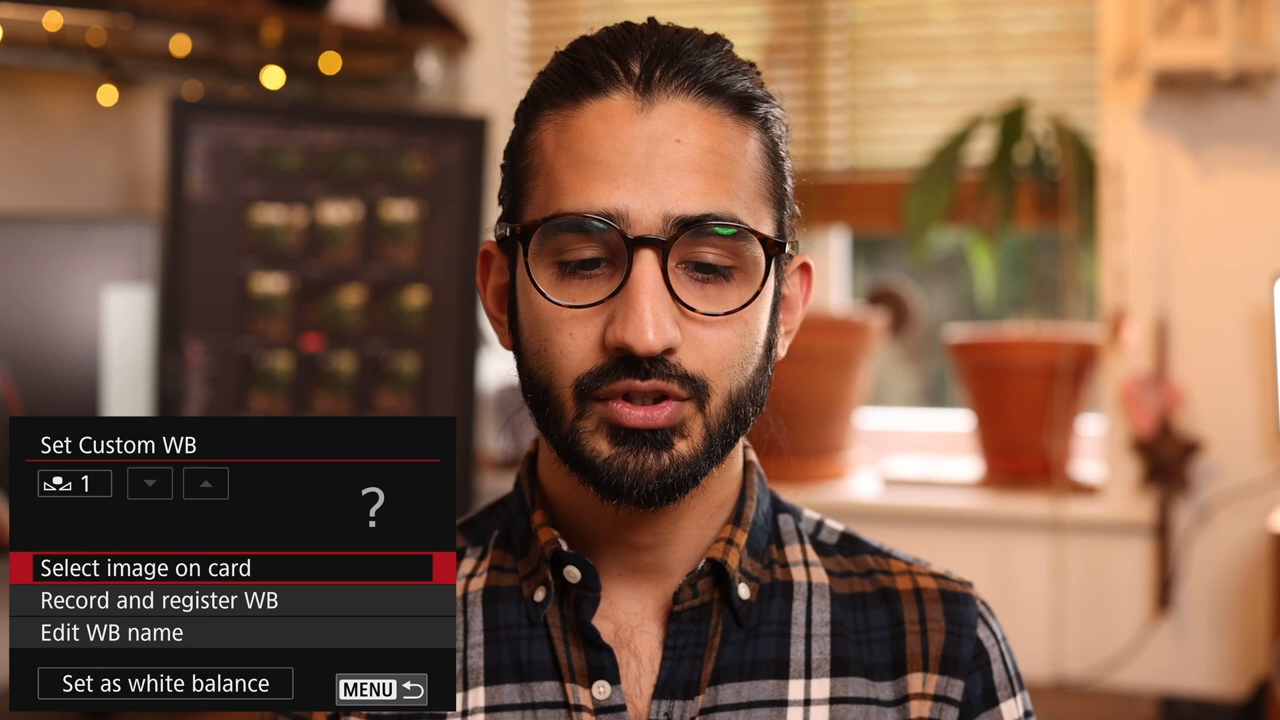 Set Custom WB
1
?
Select image on card
Record and register WB
Edit WB name
Set as white balance
MENU